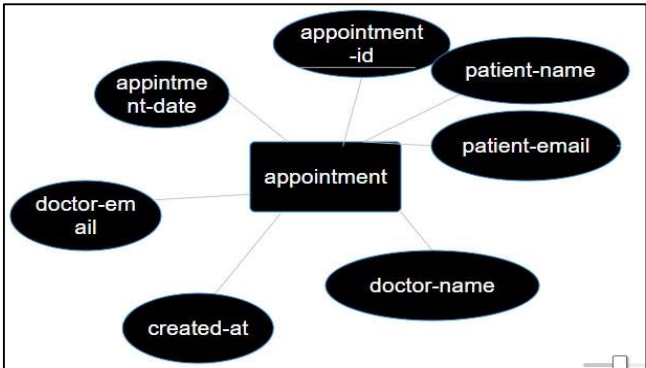 appointment
-id
patient-name
appintme
nt-date
patient-email
appointment
doctor-em
ail
doctor-name
created-at